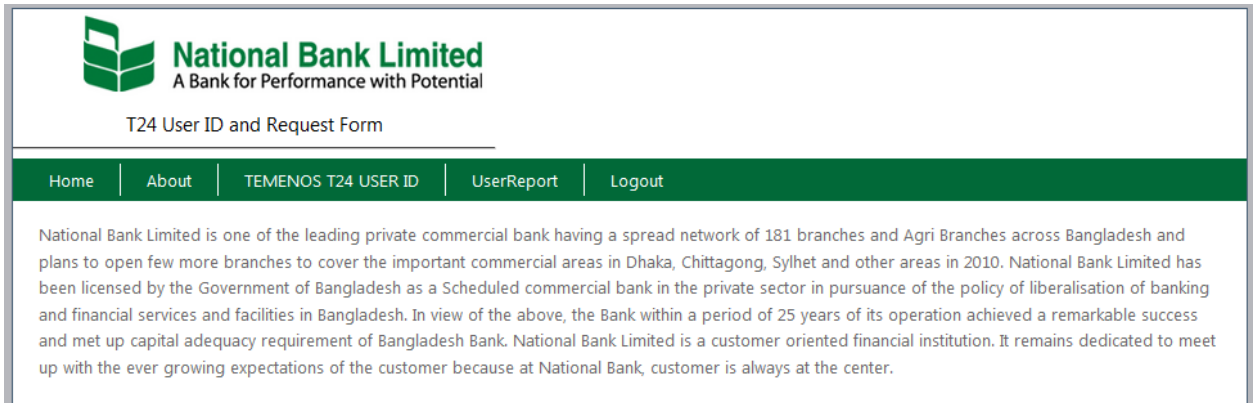 National Bank Limited
A Bank for Performance with Potential
T24 User ID and Request Form
Home About TEMENOS T24 USER ID UserReport Logout
National Bank Limited is one of the leading private commercial bank having a spread network of 181 branches and Agri Branches across Bangladesh and
plans to open few more branches to cover the important commercial areas in Dhaka, Chittagong, Sylhet and other areas in 2010. National Bank Limited has
been licensed by the Government of Bangladesh as a Scheduled commercial bank in the private sector in pursuance of the policy of liberalisation of banking
and financial services and facilities in Bangladesh. In view of the above, the Bank within a period of 25 years of its operation achieved a remarkable success
and met up capital adequacy requirement of Bangladesh Bank. National Bank Limited is a customer oriented financial institution. It remains dedicated to meet
up with the ever growing expectations of the customer because at National Bank, customer is always at the center.